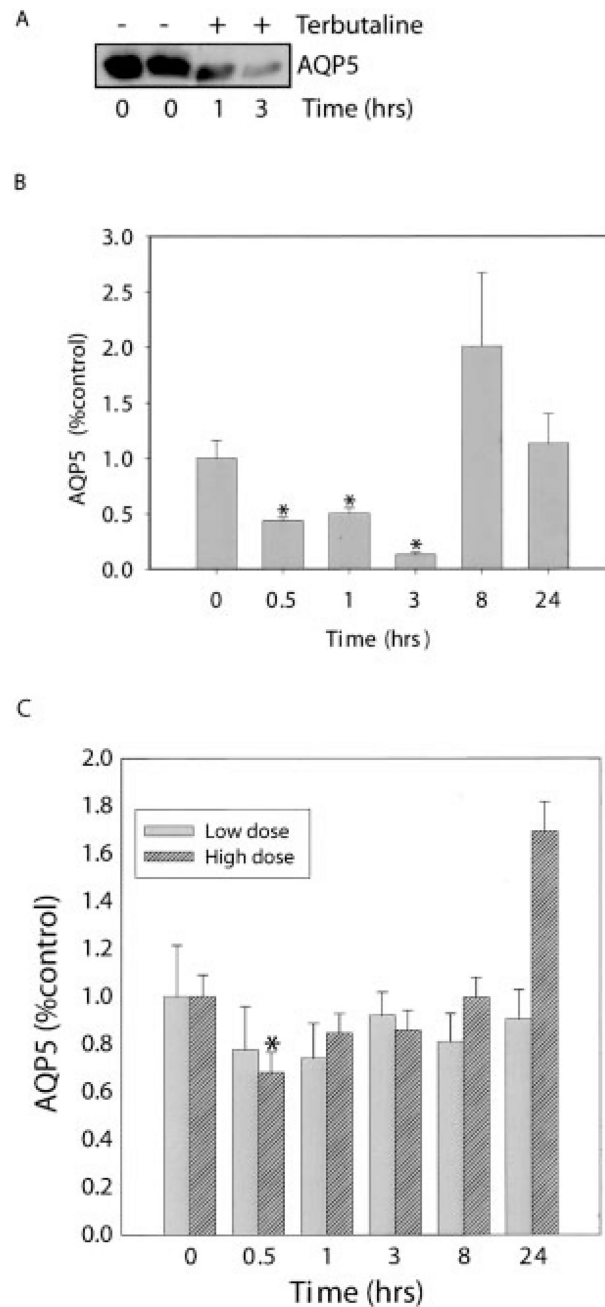 A
- - + + Terbutaline
AQP5
0 0 1 3 Time (hrs)
B
3.0
2.5
2.0
1.5
1.0
0.5
0.0
AQP5 (%control)
* * *
0 0.5 1 3 8 24
Time (hrs)
C
2.0
1.8
1.6
1.4
1.2
1.0
0.8
0.6
0.4
0.2
0.0
AQP5 (%control)
Low dose
High dose
*
0 0.5 1 3 8 24
Time (hrs)